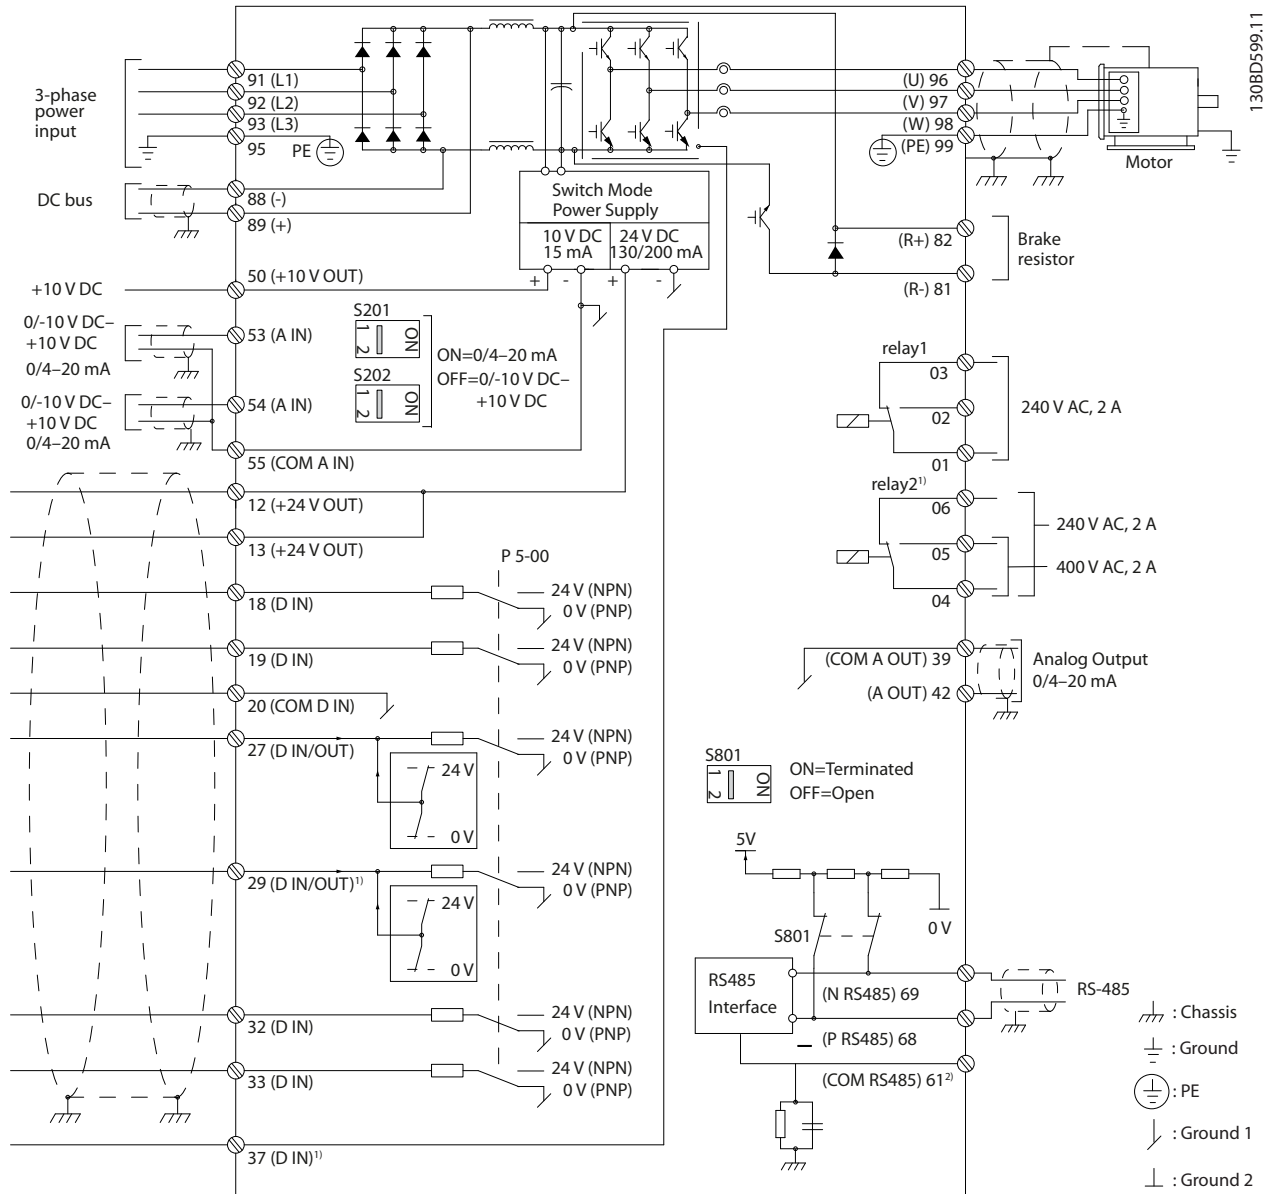 130BD599.11
3-phase
power
input
91 (L1)
92 (L2)
93 (L3)
95
PE
(U) 96
(V) 97
(W) 98
(PE) 99
Motor
DC bus
88 (-)
89 (+)
Switch Mode
Power Supply
10 V DC
15 mA
24 V DC
130/200 mA
+ - + -
(R+) 82
(R-) 81
Brake
resistor
+10 V DC
50 (+10 V OUT)
0/-10 V DC–
+10 V DC
0/4–20 mA
53 (A IN)
S201
1 2
ON
S202
1 2
ON
ON=0/4–20 mA
OFF=0/-10 V DC–
+10 V DC
0/-10 V DC–
+10 V DC
0/4–20 mA
54 (A IN)
55 (COM A IN)
relay1
03
02
01
240 V AC, 2 A
relay2¹⁾
06
05
04
240 V AC, 2 A
400 V AC, 2 A
12 (+24 V OUT)
13 (+24 V OUT)
P 5-00
18 (D IN)
24 V (NPN)
0 V (PNP)
19 (D IN)
24 V (NPN)
0 V (PNP)
20 (COM D IN)
27 (D IN/OUT)
24 V (NPN)
0 V (PNP)
24 V
0 V
29 (D IN/OUT)¹⁾
24 V (NPN)
0 V (PNP)
24 V
0 V
32 (D IN)
24 V (NPN)
0 V (PNP)
33 (D IN)
24 V (NPN)
0 V (PNP)
37 (D IN)¹⁾
(COM A OUT) 39
(A OUT) 42
Analog Output
0/4–20 mA
S801
1 2
ON
ON=Terminated
OFF=Open
5V
0 V
S801
RS485
Interface
(N RS485) 69
(P RS485) 68
(COM RS485) 61²⁾
RS-485
: Chassis
: Ground
: PE
: Ground 1
: Ground 2